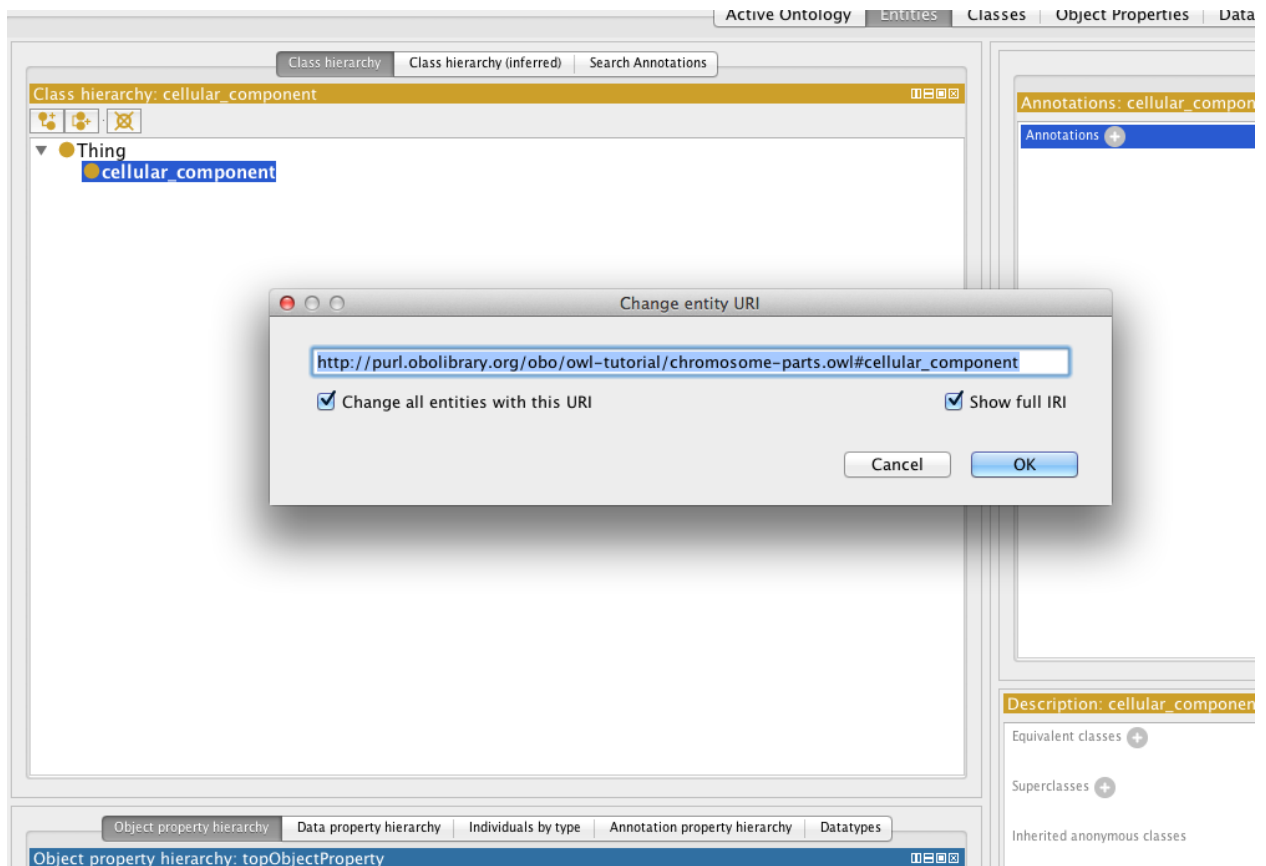 Active Ontology Entities Classes Object Properties Data
Class hierarchy Class hierarchy (inferred) Search Annotations
Class hierarchy: cellular_component
Thing
cellular_component
Annotations: cellular_compon
Annotations
Change entity URI
http://purl.obolibrary.org/obo/owl-tutorial/chromosome-parts.owl#cellular_component
Change all entities with this URI Show full IRI
Cancel OK
Description: cellular_componen
Equivalent classes
Superclasses
Inherited anonymous classes
Object property hierarchy Data property hierarchy Individuals by type Annotation property hierarchy Datatypes
Object property hierarchy: topObjectProperty